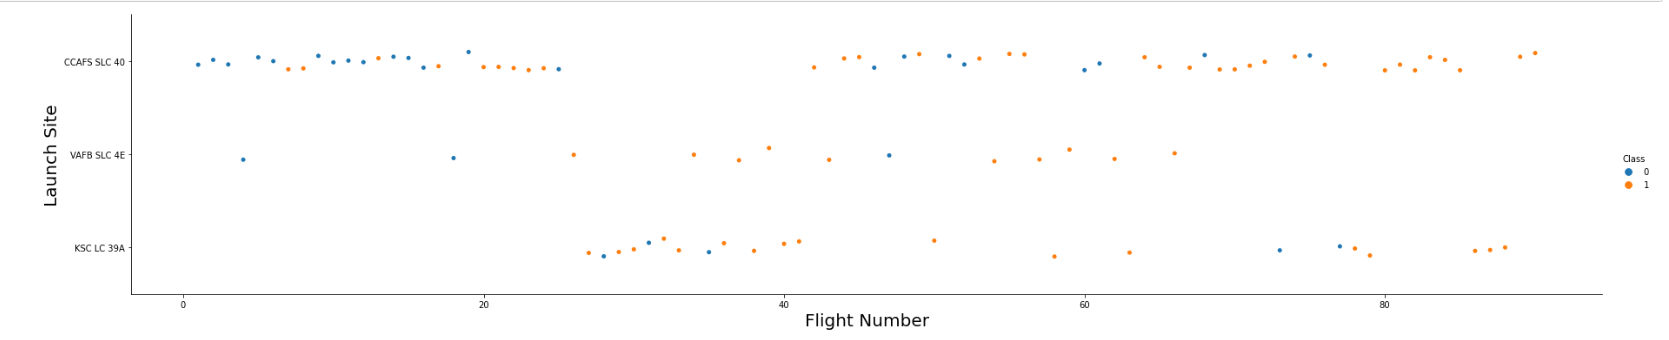 CCAFS SLC 40
VAFB SLC 4E
KSC LC 39A
Launch Site
0 20 40 60 80
Flight Number
Class
0
1